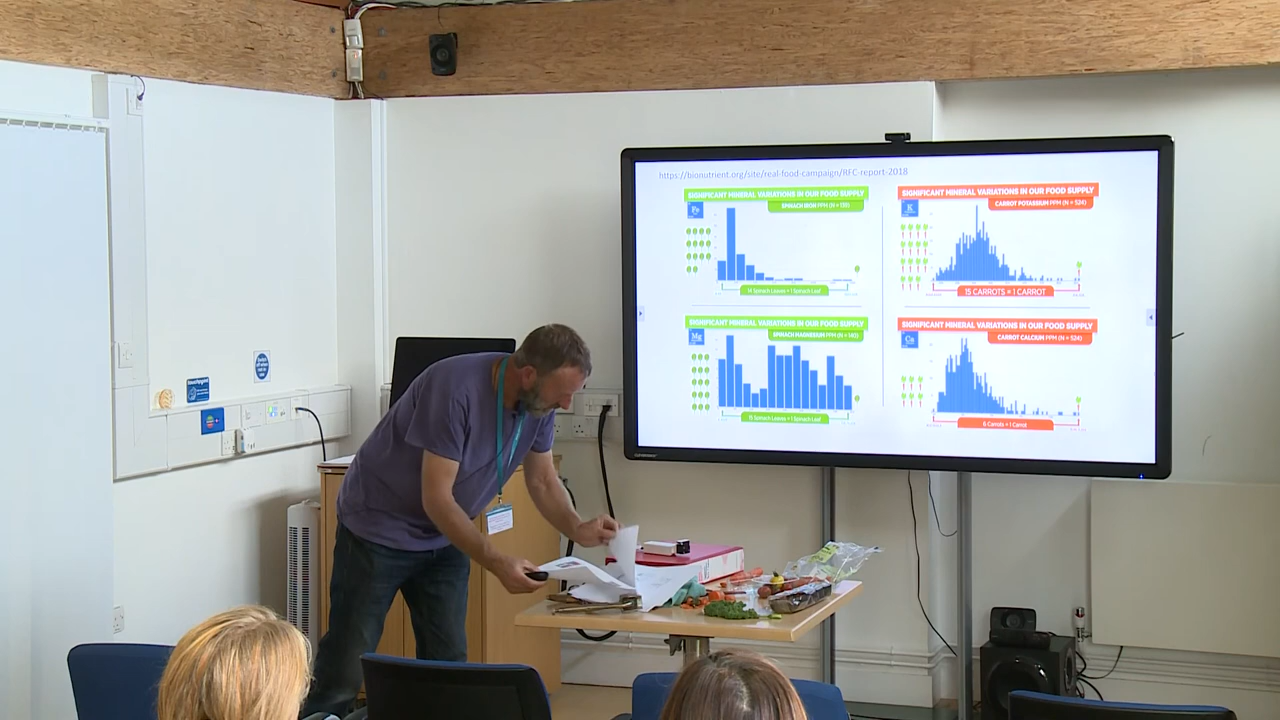 https://bionutrient.org/site/real-food-campaign/RFC-report-2018
SIGNIFICANT MINERAL VARIATIONS IN OUR FOOD SUPPLY
Fe
SPINACH IRON PPM
14 Spinach Leaves = 1 Spinach Leaf
SIGNIFICANT MINERAL VARIATIONS IN OUR FOOD SUPPLY
K
CARROT POTASSIUM PPM (N = 524)
15 CARROTS = 1 CARROT
SIGNIFICANT MINERAL VARIATIONS IN OUR FOOD SUPPLY
Mg
SPINACH MAGNESIUM PPM
Spinach Leaves = 1 Spinach Leaf
SIGNIFICANT MINERAL VARIATIONS IN OUR FOOD SUPPLY
Ca
CARROT CALCIUM PPM (N = 524)
6 Carrots = 1 Carrot